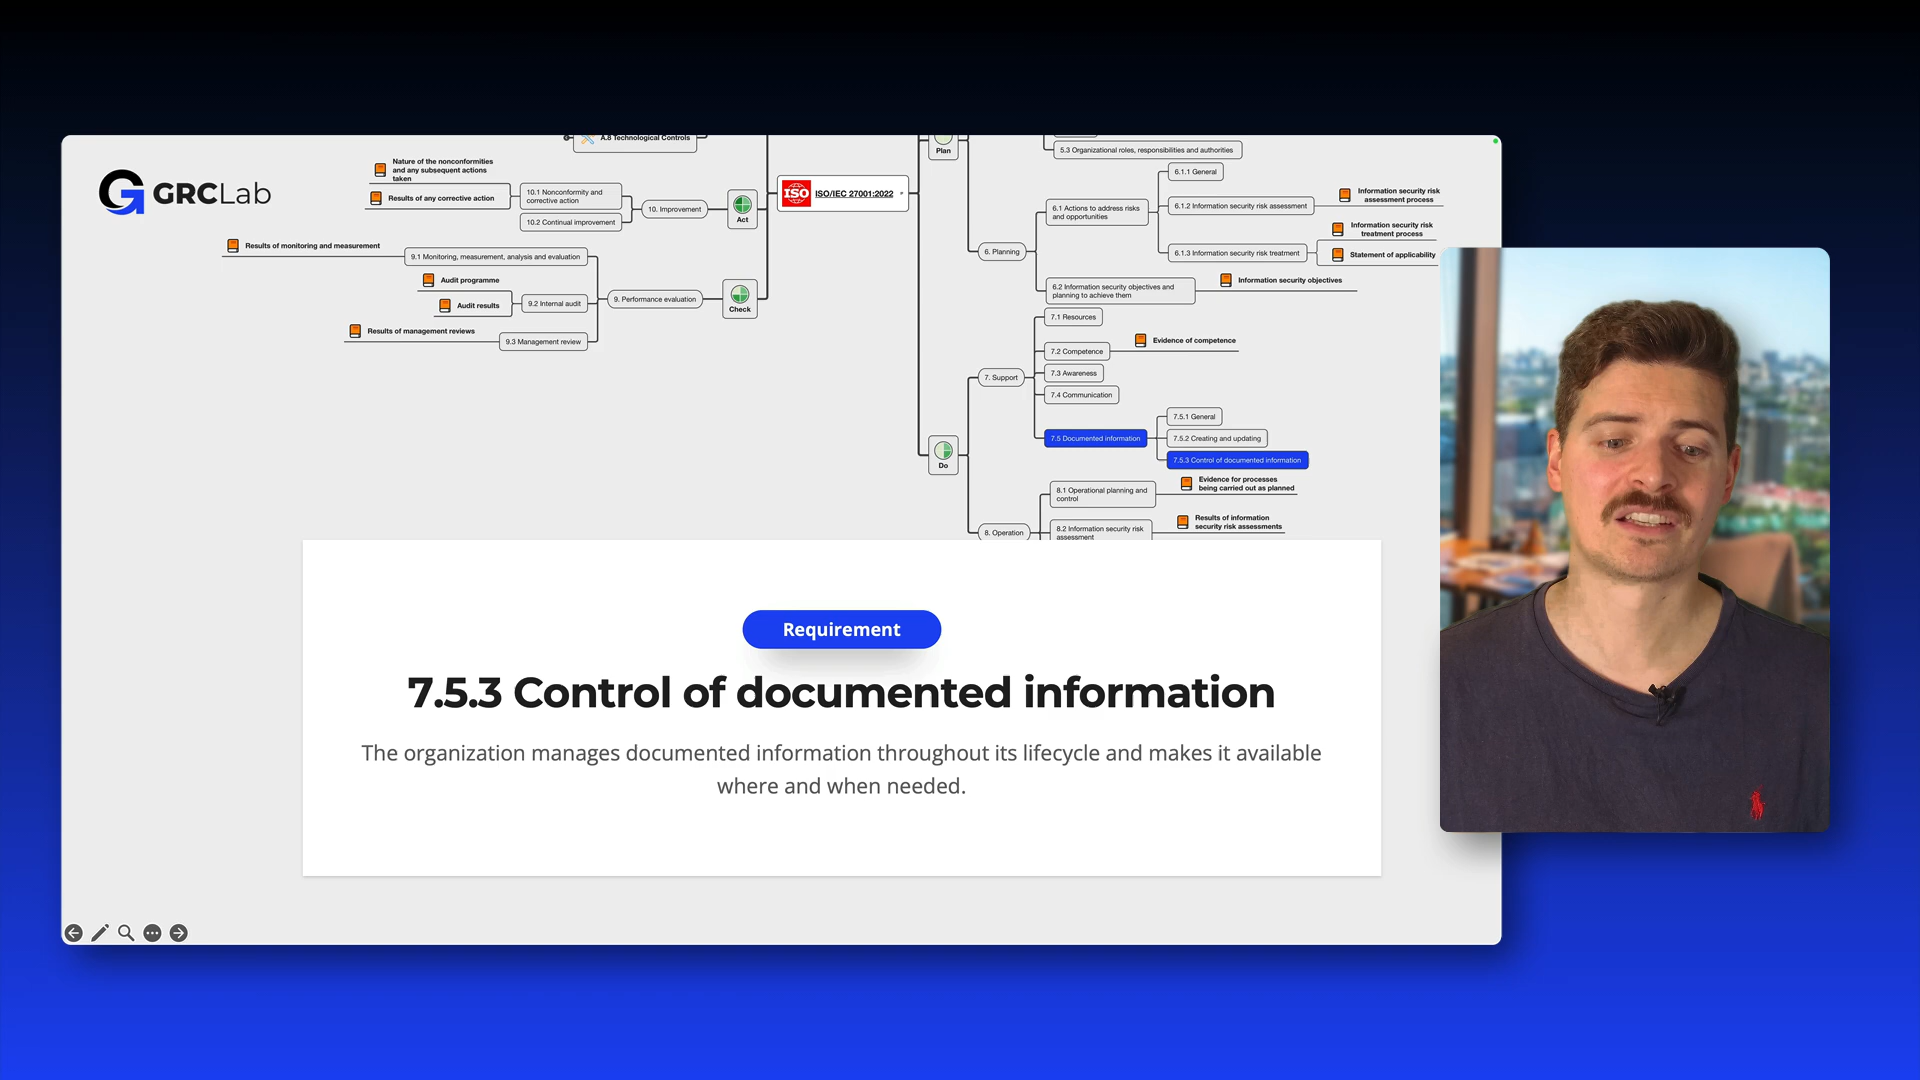 A.8 Technological Controls
GRCLab
Nature of the nonconformities
and any subsequent actions
taken
Results of any corrective action
10.1 Nonconformity and
corrective action
10.2 Continual improvement
10. Improvement
Act
ISO
ISO/IEC 27001:2022
Results of monitoring and measurement
9.1 Monitoring, measurement, analysis and evaluation
Audit programme
Audit results
9.2 Internal audit
9. Performance evaluation
Check
Results of management reviews
9.3 Management review
Plan
5.3 Organizational roles, responsibilities and authorities
6.1.1 General
6.1 Actions to address risks
and opportunities
6.1.2 Information security risk assessment
Information security risk
assessment process
Information security risk
treatment process
6.1.3 Information security risk treatment
Statement of applicability
6. Planning
6.2 Information security objectives and
planning to achieve them
Information security objectives
7.1 Resources
7.2 Competence
Evidence of competence
7. Support
7.3 Awareness
7.4 Communication
7.5 Documented information
7.5.1 General
7.5.2 Creating and updating
7.5.3 Control of documented information
Do
8.1 Operational planning and
control
Evidence for processes
being carried out as planned
8. Operation
8.2 Information security risk
assessment
Results of information
security risk assessments
Requirement
7.5.3 Control of documented information
The organization manages documented information throughout its lifecycle and makes it available
where and when needed.